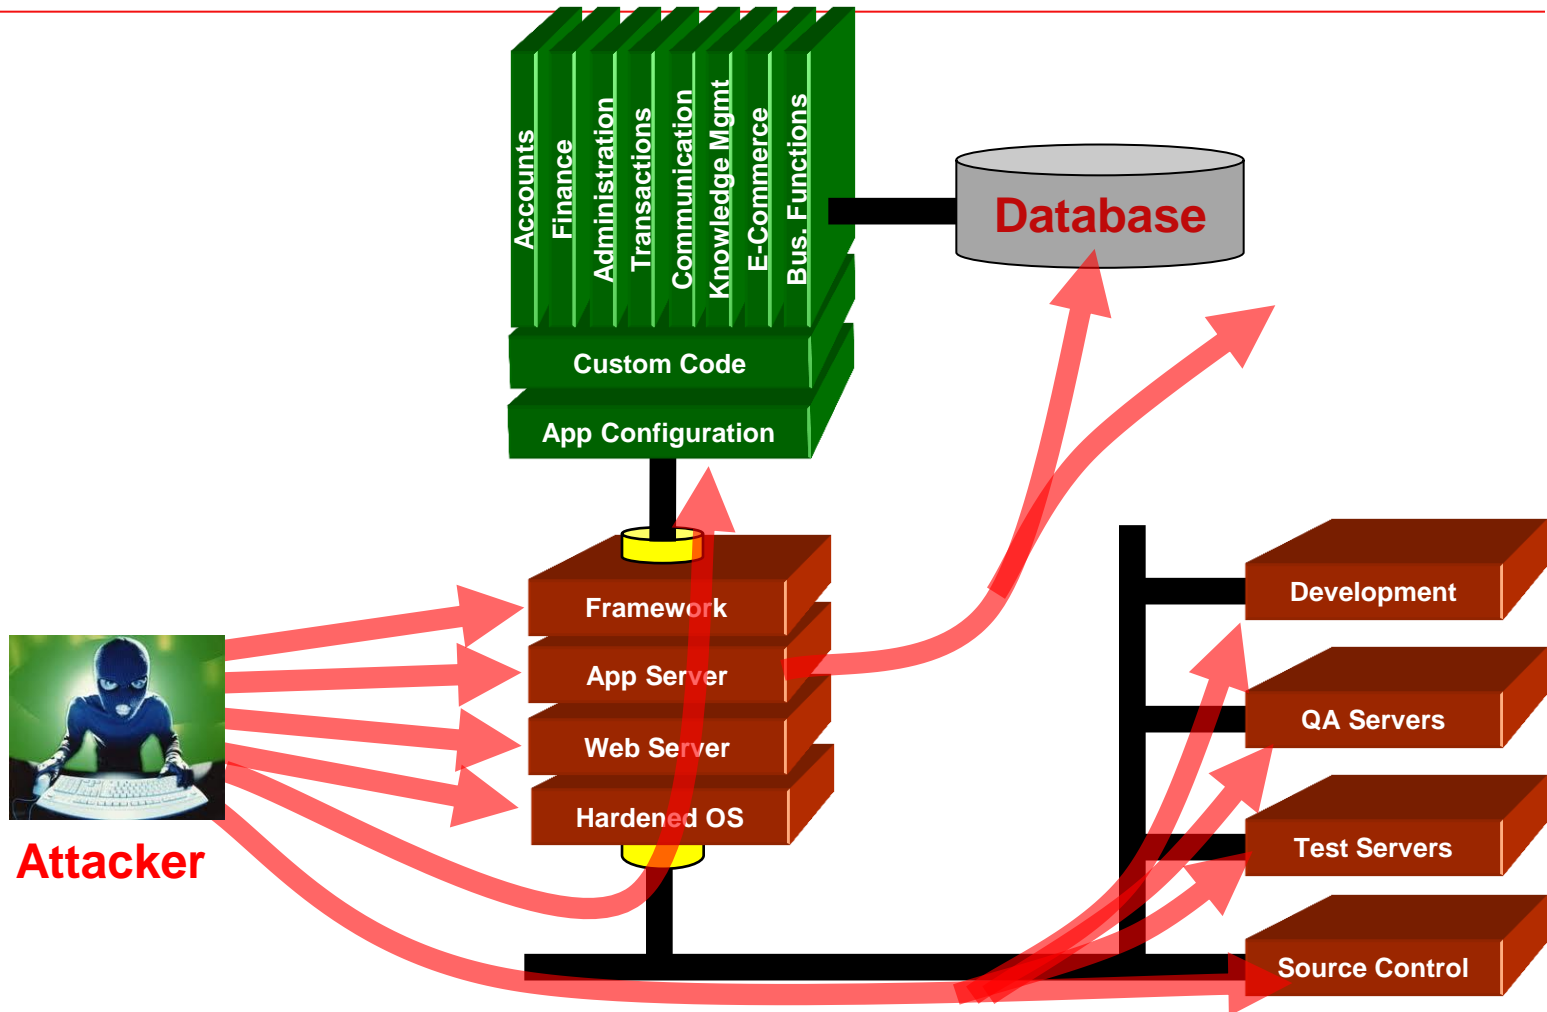 Accounts
Finance
Administration
Transactions
Communication
Knowledge Mgmt
E-Commerce
Bus. Functions
Database
Custom Code
App Configuration
Framework
App Server
Web Server
Hardened OS
Attacker
Development
QA Servers
Test Servers
Source Control